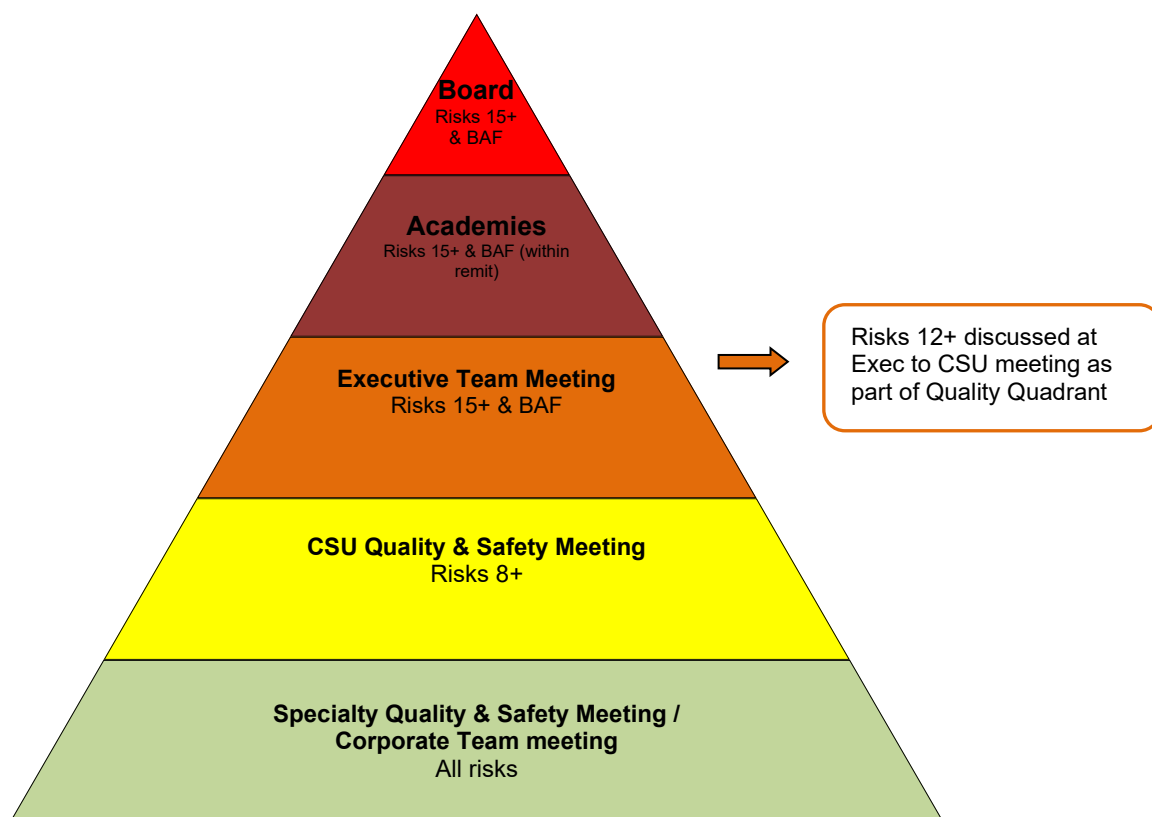 Board
Risks 15+
& BAF
Academies
Risks 15+ & BAF (within
remit)
Executive Team Meeting
Risks 15+ & BAF
Risks 12+ discussed at
Exec to CSU meeting as
part of Quality Quadrant
CSU Quality & Safety Meeting
Risks 8+
Specialty Quality & Safety Meeting /
Corporate Team meeting
All risks